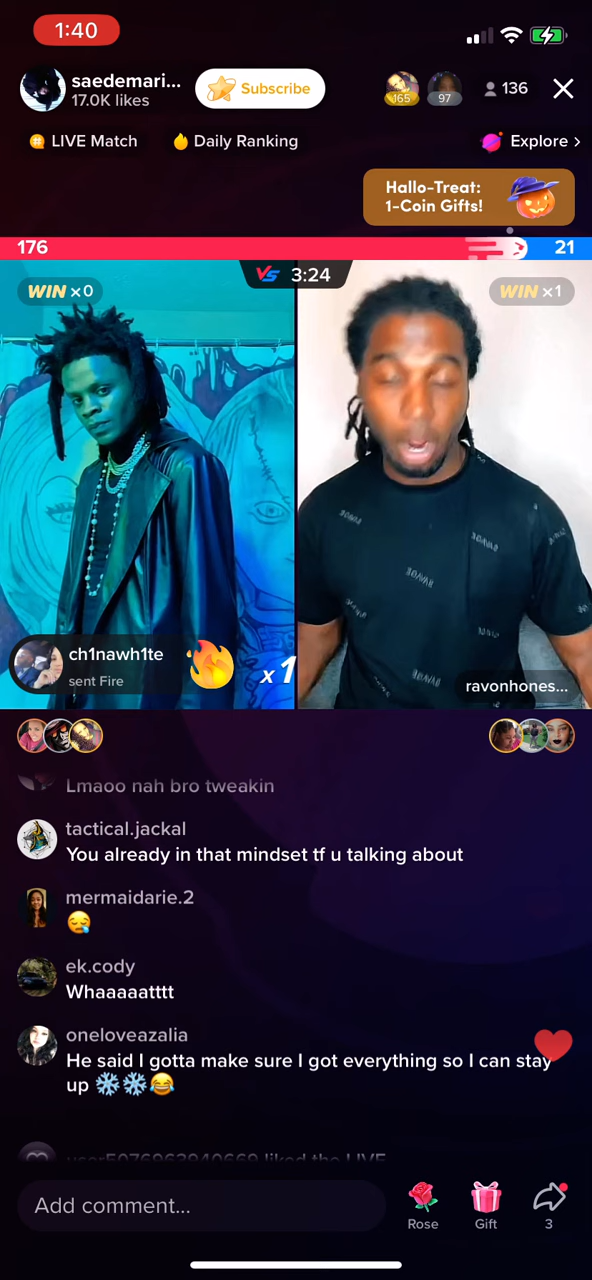 1:40
saedemari...
17.0K likes
Subscribe
165
97
136
LIVE Match
Daily Ranking
Explore >
Hallo-Treat:
1-Coin Gifts!
176
21
VS 3:24
WIN x0
WIN x1
ch1nawh1te
sent Fire
x1
ravonhones...
Lmaoo nah bro tweakin
tactical.jackal
You already in that mindset tf u talking about
mermaidarie.2
ek.cody
Whaaaaatttt
oneloveazalia
He said I gotta make sure I got everything so I can stay
up ❄️❄️😂
liked the LIVE
Add comment...
Rose
Gift
3